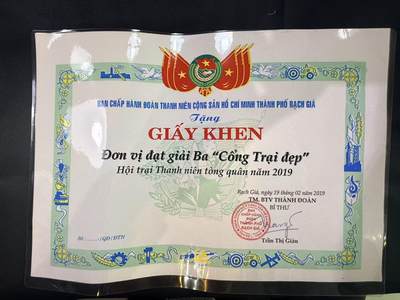 BAN CHẤP HÀNH ĐOÀN THANH NIÊN CỘNG SẢN HỒ CHÍ MINH THÀNH PHỐ RẠCH GIÁ
Tặng
GIẤY KHEN
Đơn vị đạt giải Ba “Cổng Trại đẹp”
Hội trại Thanh niên tòng quân năm 2019
Rạch Giá, ngày 19 tháng 02 năm 2019
TM. BTV THÀNH ĐOÀN
BÍ THƯ
Trần Thị Giàu